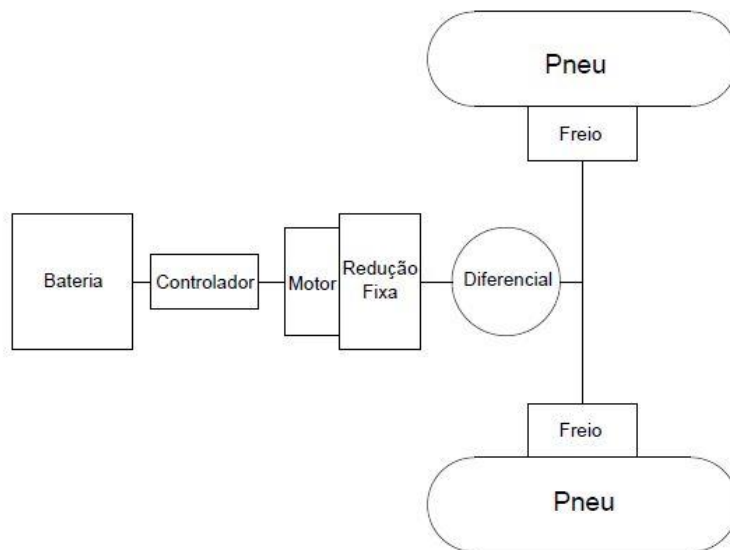 Pneu
Freio
Bateria
Controlador
Motor
Redução
Fixa
Diferencial
Freio
Pneu